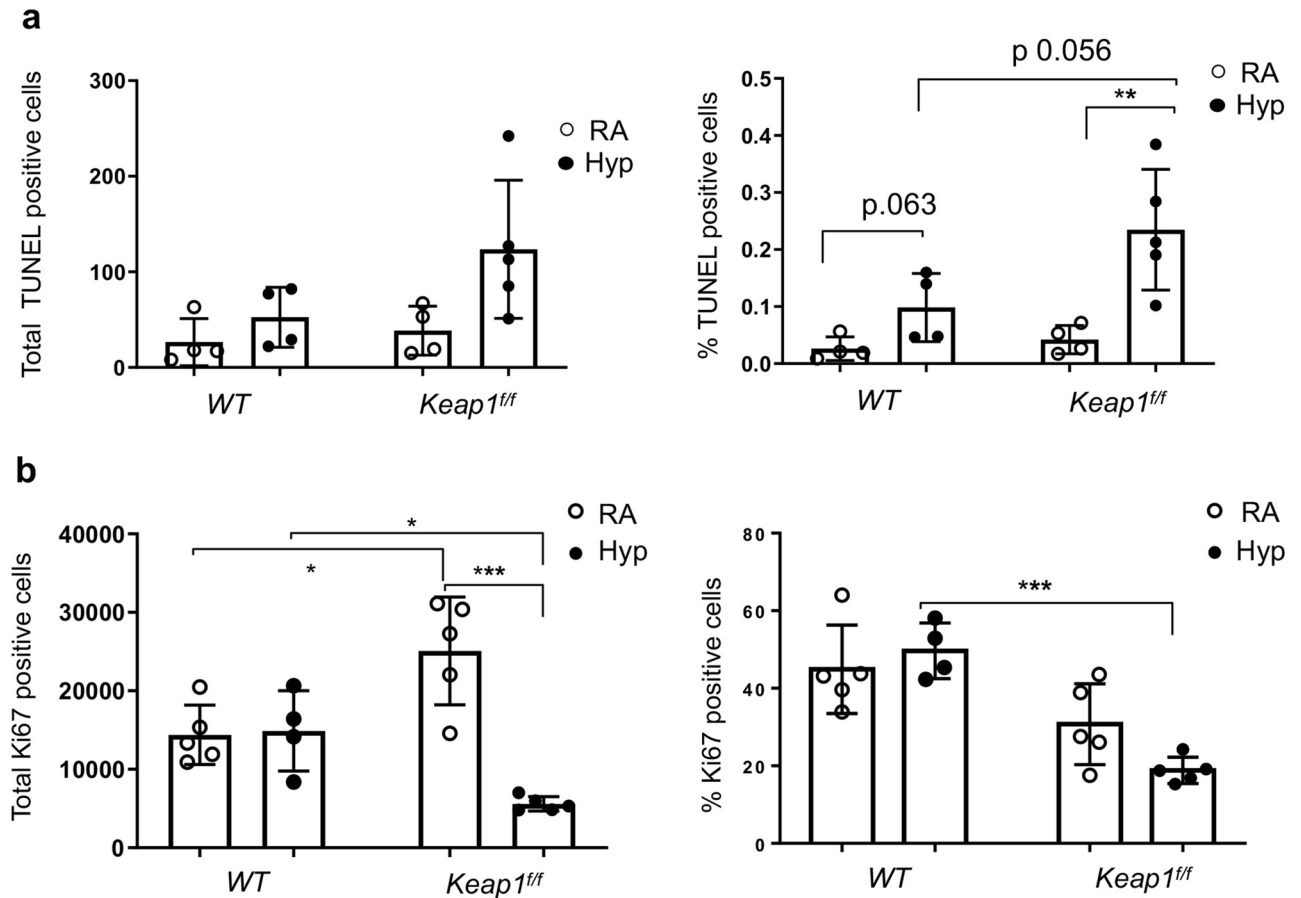 a
Total TUNEL positive cells
300
200
100
0
RA
Hyp
WT
Keap1f/f
% TUNEL positive cells
0.5
0.4
0.3
0.2
0.1
0.0
p 0.056
**
p.063
RA
Hyp
WT
Keap1f/f
b
Total Ki67 positive cells
40000
30000
20000
10000
0
*
*
***
RA
Hyp
WT
Keap1f/f
% Ki67 positive cells
80
60
40
20
0
***
RA
Hyp
WT
Keap1f/f